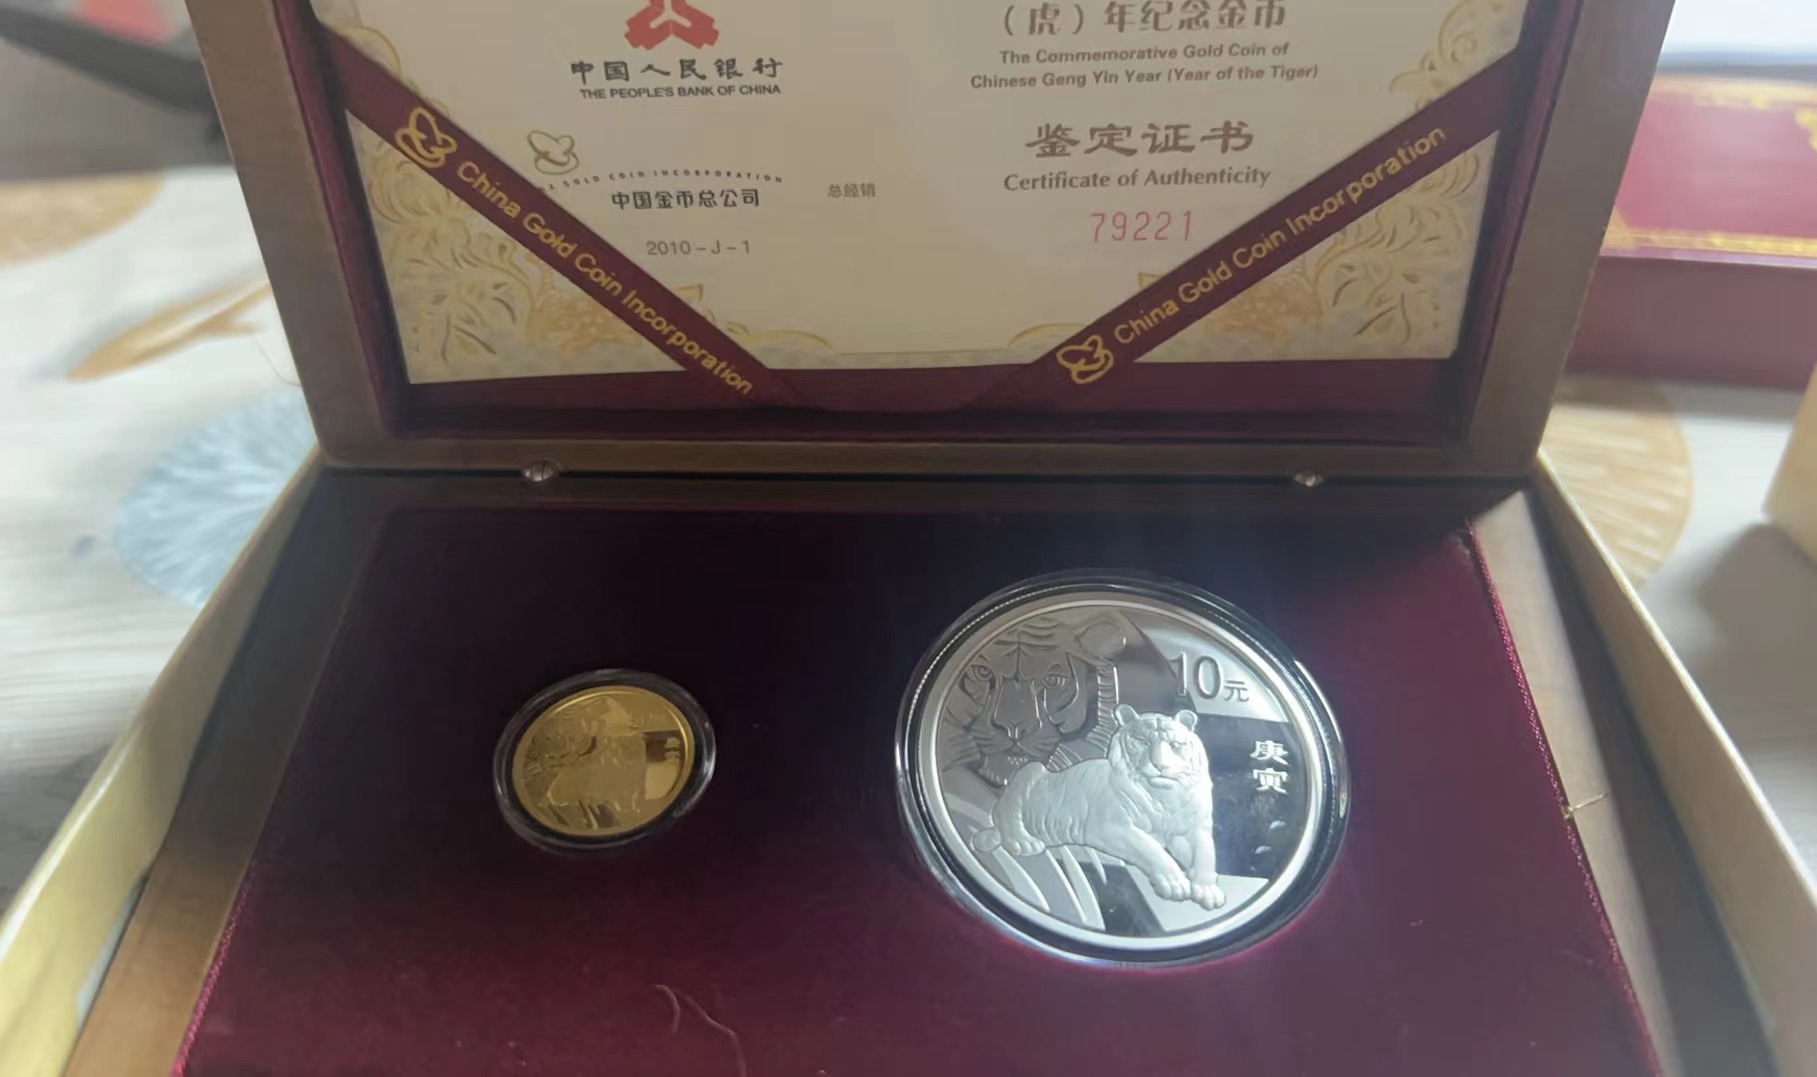 中国人民银行
THE PEOPLE'S BANK OF CHINA
GOLD COIN INCORPORATION
中国金币总公司
总经销
2010-J-1
（虎）年纪念金币
The Commemorative Gold Coin of
Chinese Geng Yin Year (Year of the Tiger)
鉴定证书
Certificate of Authenticity
79221
China Gold Coin Incorporation
China Gold Coin Incorporation
10元
庚寅